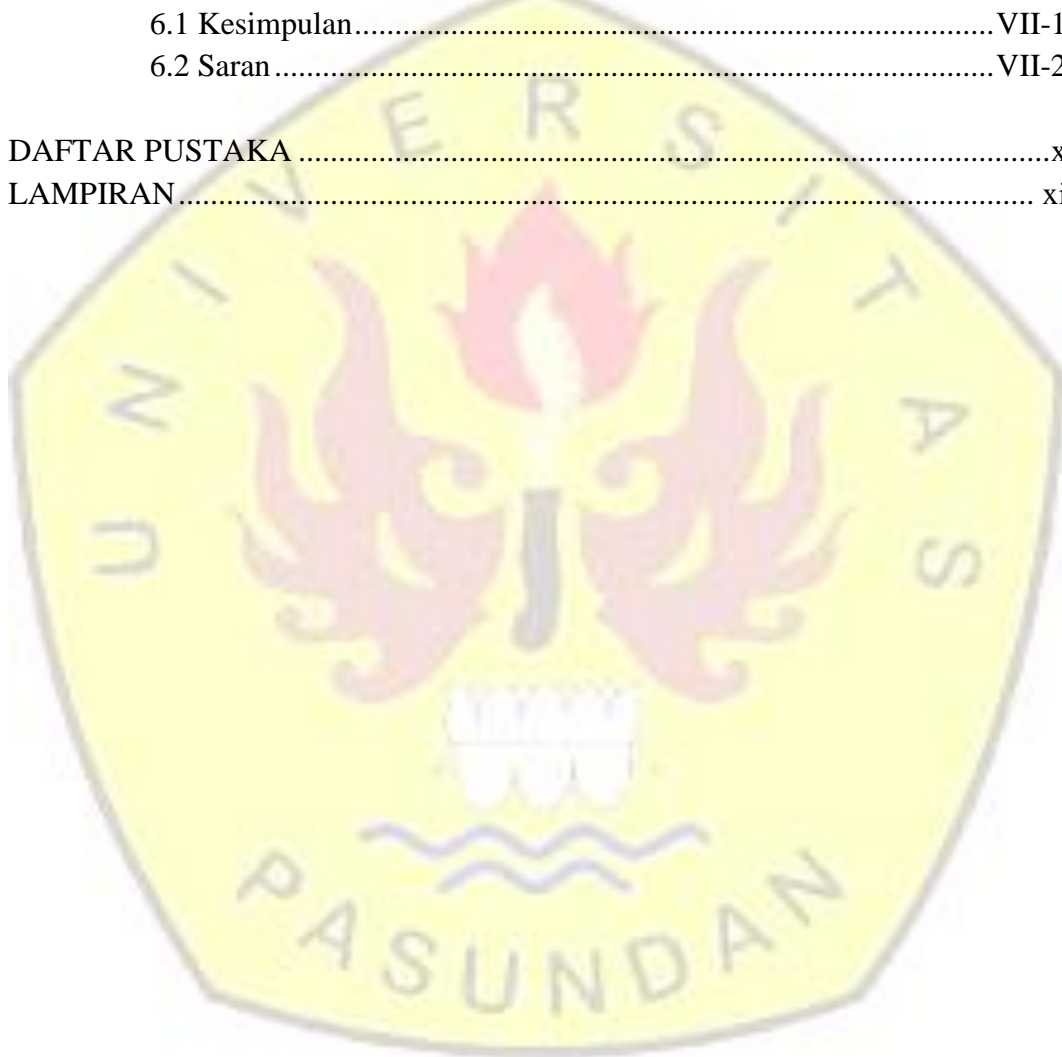 6.1 Kesimpulan.......................................................................................VII-1
6.2 Saran..................................................................................................VII-2
DAFTAR PUSTAKA .......................................................................................................x
LAMPIRAN..................................................................................................................... xi
UNIVERSITAS
PASUNDAN